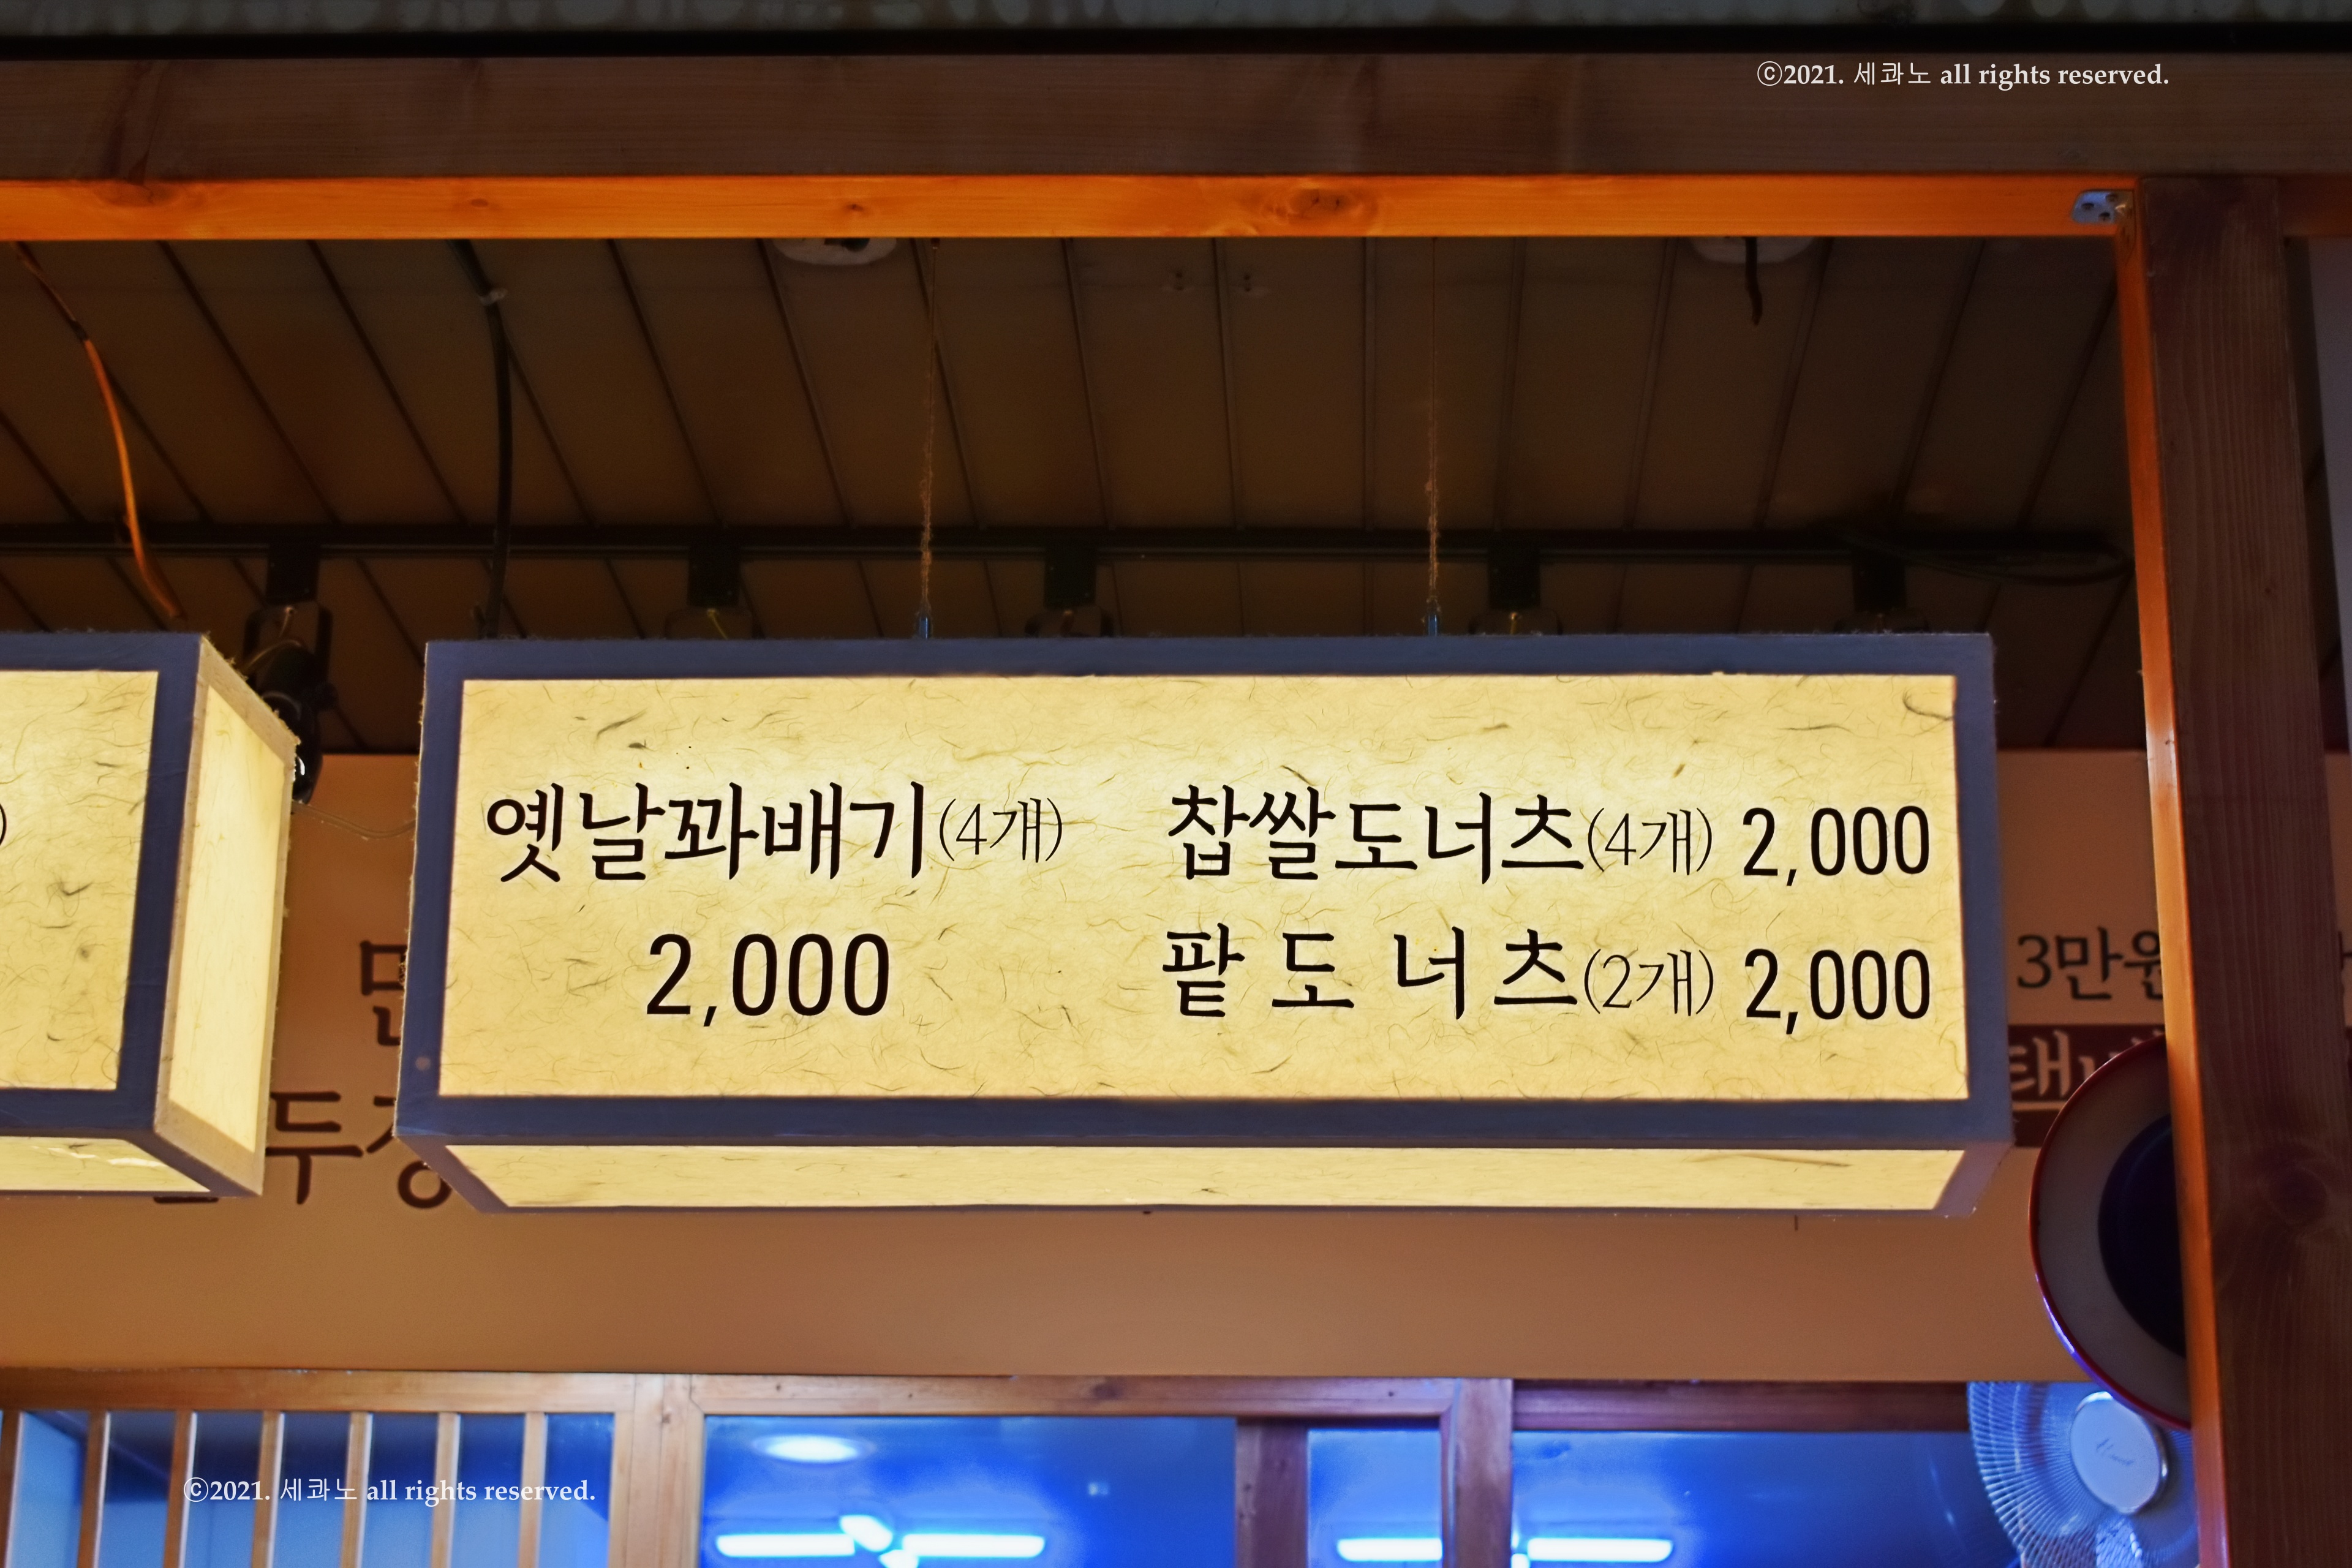 ⓒ2021. 세콰노 all rights reserved.
옛날꽈배기(4개)
2,000
찹쌀도너츠(4개) 2,000
팥도너츠(2개) 2,000
3만원
ⓒ2021. 세콰노 all rights reserved.